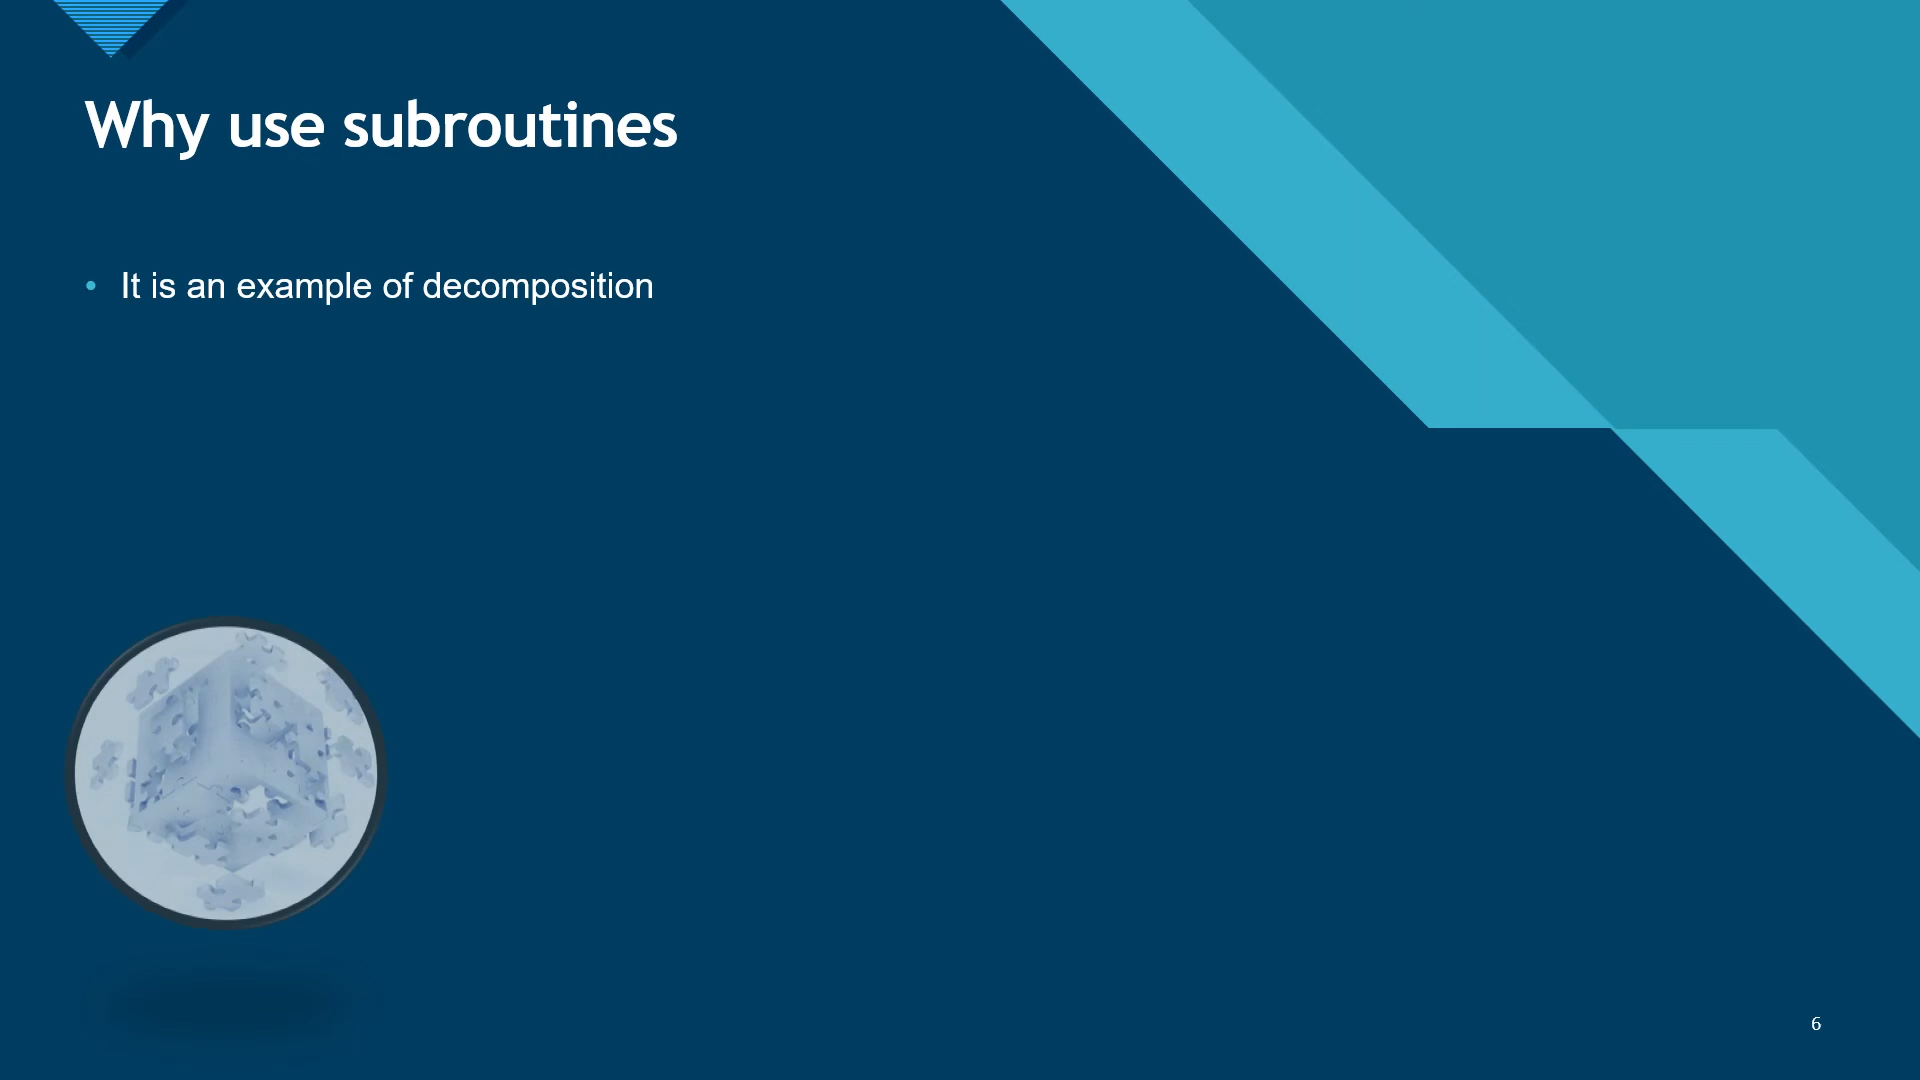 Why use subroutines
• It is an example of decomposition
6